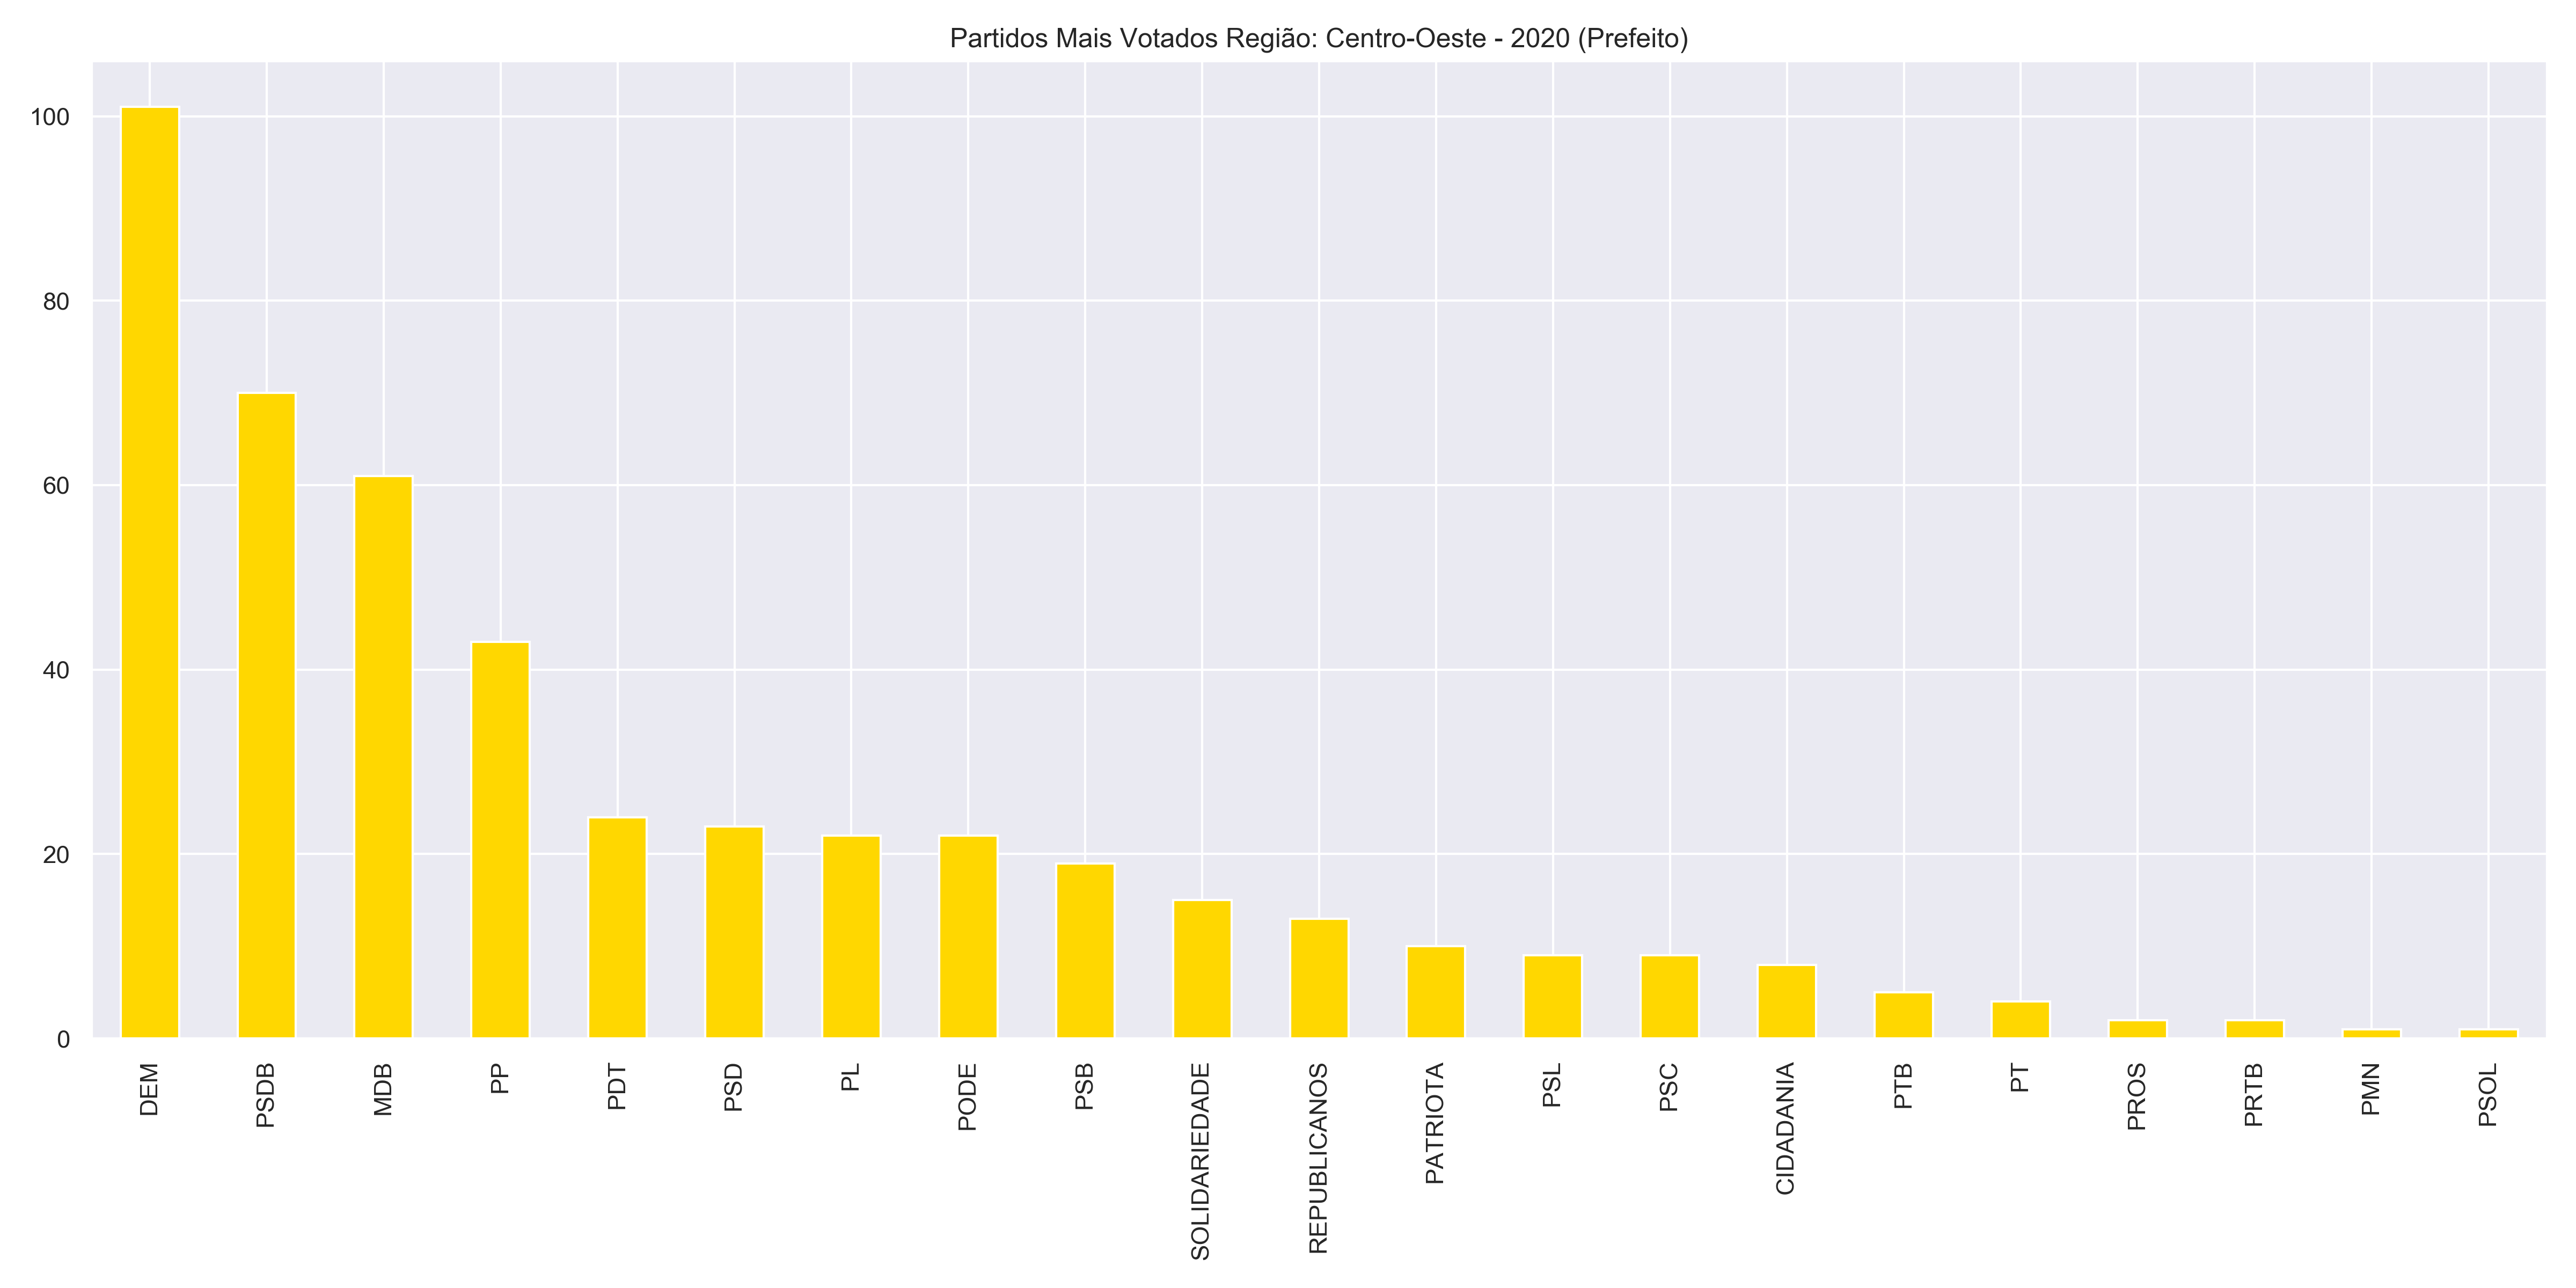 Partidos Mais Votados Região: Centro-Oeste - 2020 (Prefeito)
100
80
60
40
20
0
DEM
PSDB
MDB
PP
PDT
PSD
PL
PODE
PSB
SOLIDARIEDADE
REPUBLICANOS
PATRIOTA
PSL
PSC
CIDADANIA
PTB
PT
PROS
PRTB
PMN
PSOL